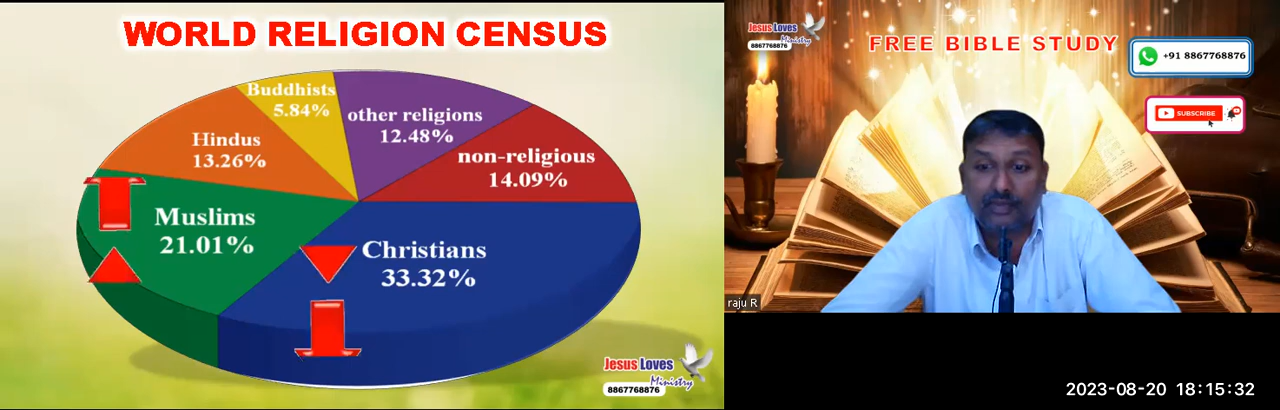 WORLD RELIGION CENSUS
Buddhists
5.84%
other religions
12.48%
Hindus
13.26%
non-religious
14.09%
Muslims
21.01%
Christians
33.32%
Jesus Loves
Ministry
8867768876
Jesus Loves
Ministry
8867768876
FREE BIBLE STUDY
+91 8867768876
SUBSCRIBE
raju R
2023-08-20 18:15:32